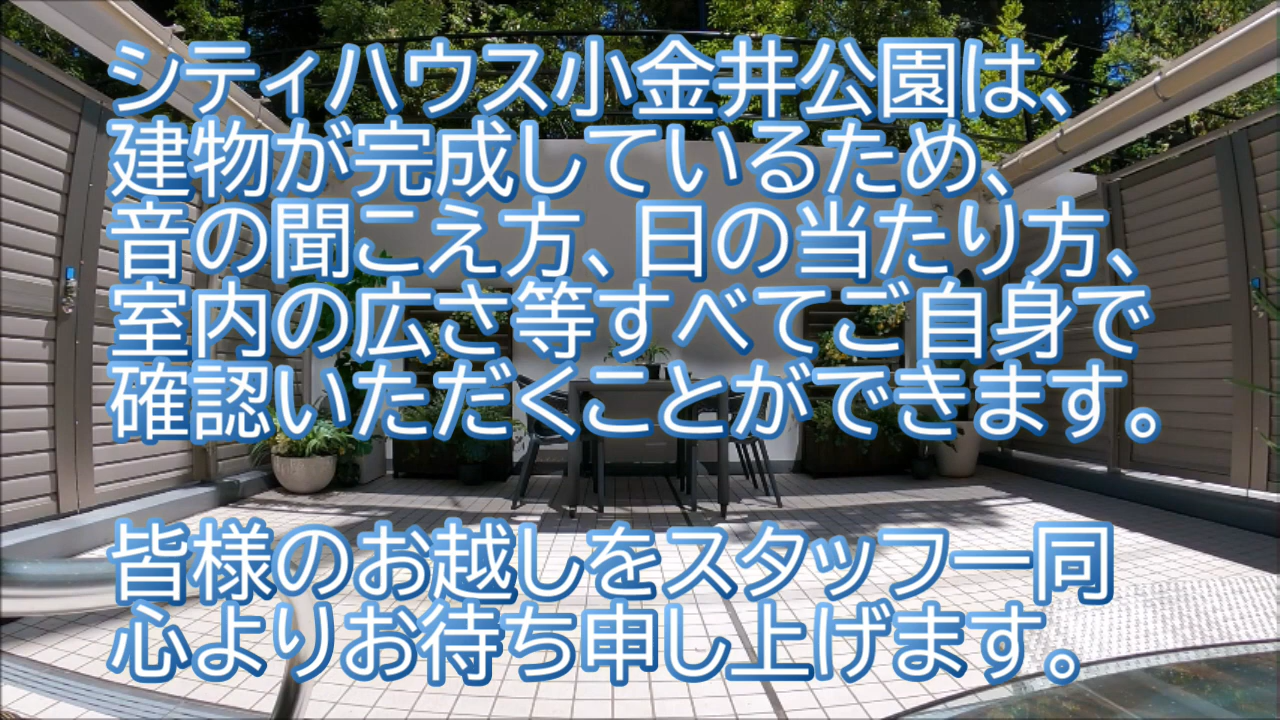 シティハウス小金井公園は、
建物が完成しているため、
音の聞こえ方、日の当たり方、
室内の広さ等すべてご自身で
確認いただくことができます。
皆様のお越しをスタッフ一同
心よりお待ち申し上げます。